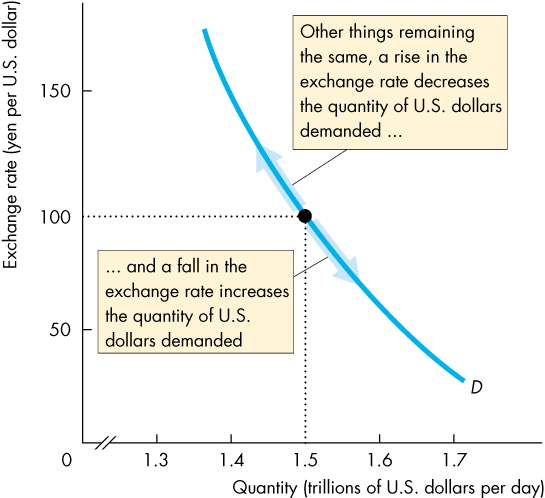 Exchange rate (yen per U.S. dollar)
Other things remaining
the same, a rise in the
exchange rate decreases
the quantity of U.S. dollars
demanded ...
150
100
... and a fall in the
exchange rate increases
the quantity of U.S.
dollars demanded
50
D
0
1.3
1.4
1.5
1.6
1.7
Quantity (trillions of U.S. dollars per day)